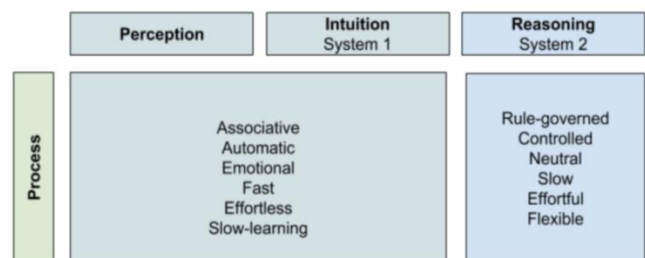 Perception
Intuition
System 1
Reasoning
System 2
Process
Associative
Automatic
Emotional
Fast
Effortless
Slow-learning
Rule-governed
Controlled
Neutral
Slow
Effortful
Flexible